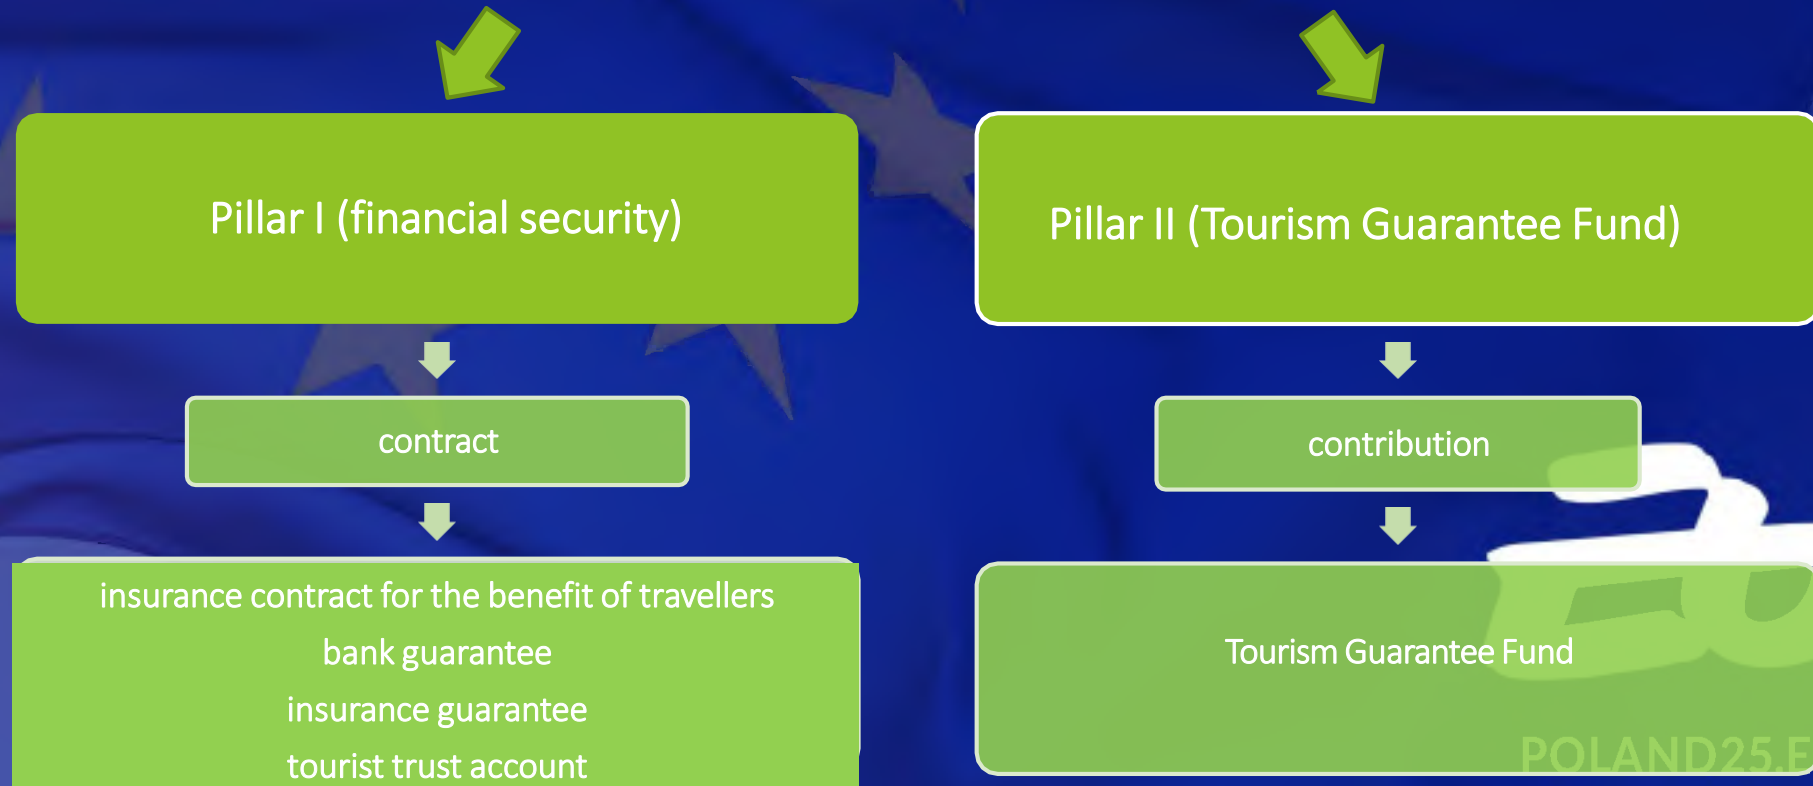 Pillar I (financial security)
contract
insurance contract for the benefit of travellers
bank guarantee
insurance guarantee
tourist trust account
Pillar II (Tourism Guarantee Fund)
contribution
Tourism Guarantee Fund
POLAND25.E